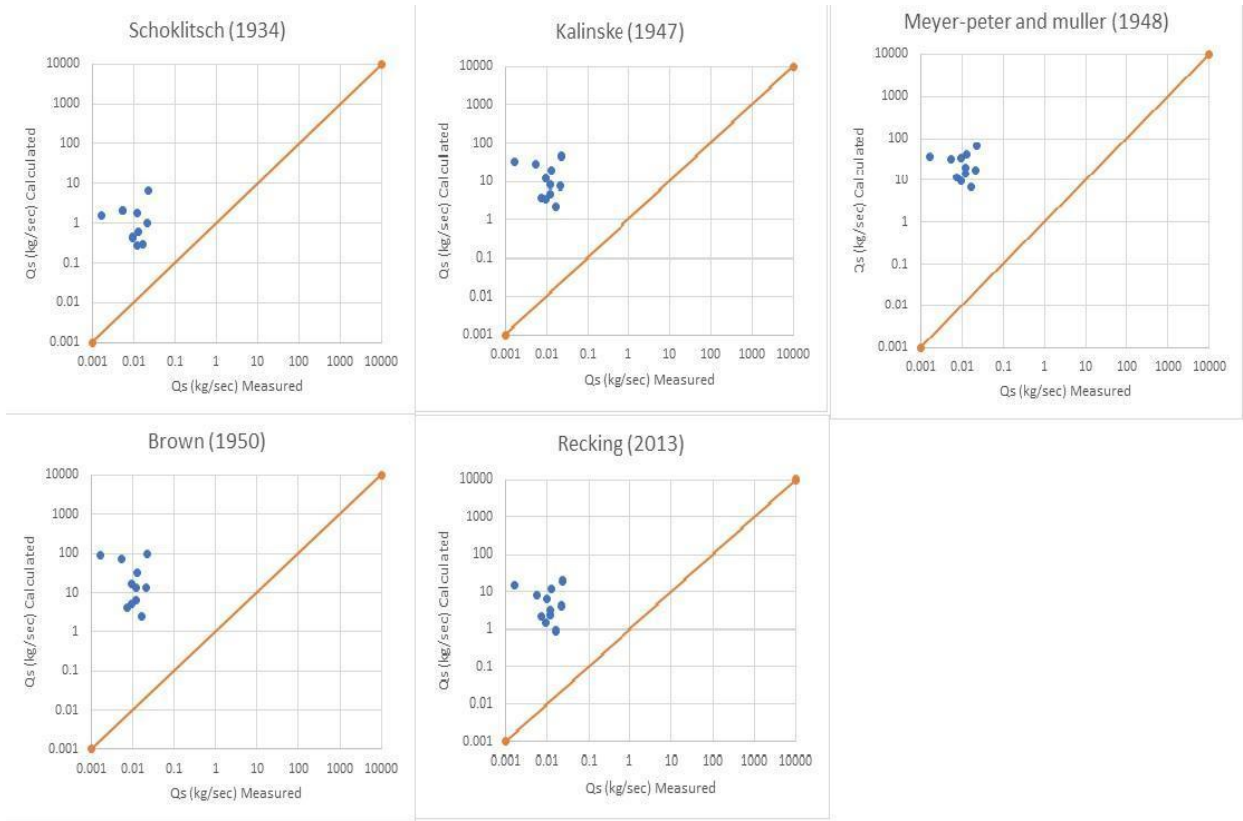 Schoklitsch (1934)
10000
1000
100
10
1
0.1
0.01
0.001
Qs (kg/sec) Calculated
0.001 0.01 0.1 1 10 100 1000 10000
Qs (kg/sec) Measured
Kalinske (1947)
10000
1000
100
10
1
0.1
0.01
0.001
Qs (kg/sec) Calculated
0.001 0.01 0.1 1 10 100 1000 10000
Qs (kg/sec) Measured
Meyer-peter and muller (1948)
10000
1000
100
10
1
0.1
0.01
0.001
Qs (kg/sec) Calculated
0.001 0.01 0.1 1 10 100 1000 10000
Qs (kg/sec) Measured
Brown (1950)
10000
1000
100
10
1
0.1
0.01
0.001
Qs (kg/sec) Calculated
0.001 0.01 0.1 1 10 100 1000 10000
Qs (kg/sec) Measured
Recking (2013)
10000
1000
100
10
1
0.1
0.01
0.001
Qs (kg/sec) Calculated
0.001 0.01 0.1 1 10 100 1000 10000
Qs (kg/sec) Measured